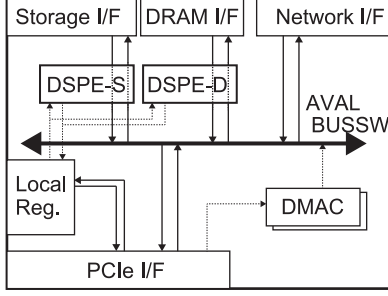 Storage I/F
DRAM I/F
Network I/F
DSPE-S
DSPE-D
AVAL
BUSSW
Local
Reg.
DMAC
PCIe I/F